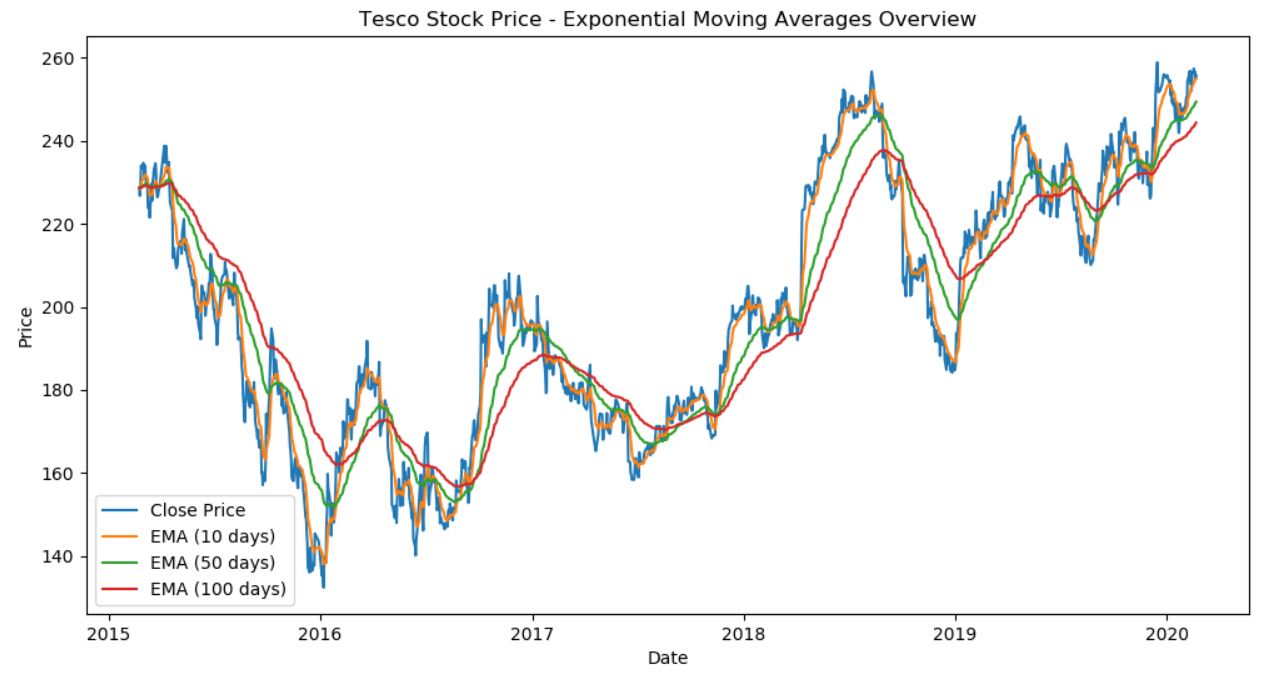 Tesco Stock Price - Exponential Moving Averages Overview
260
240
220
200
180
160
140
Price
Close Price
EMA (10 days)
EMA (50 days)
EMA (100 days)
2015 2016 2017 2018 2019 2020
Date